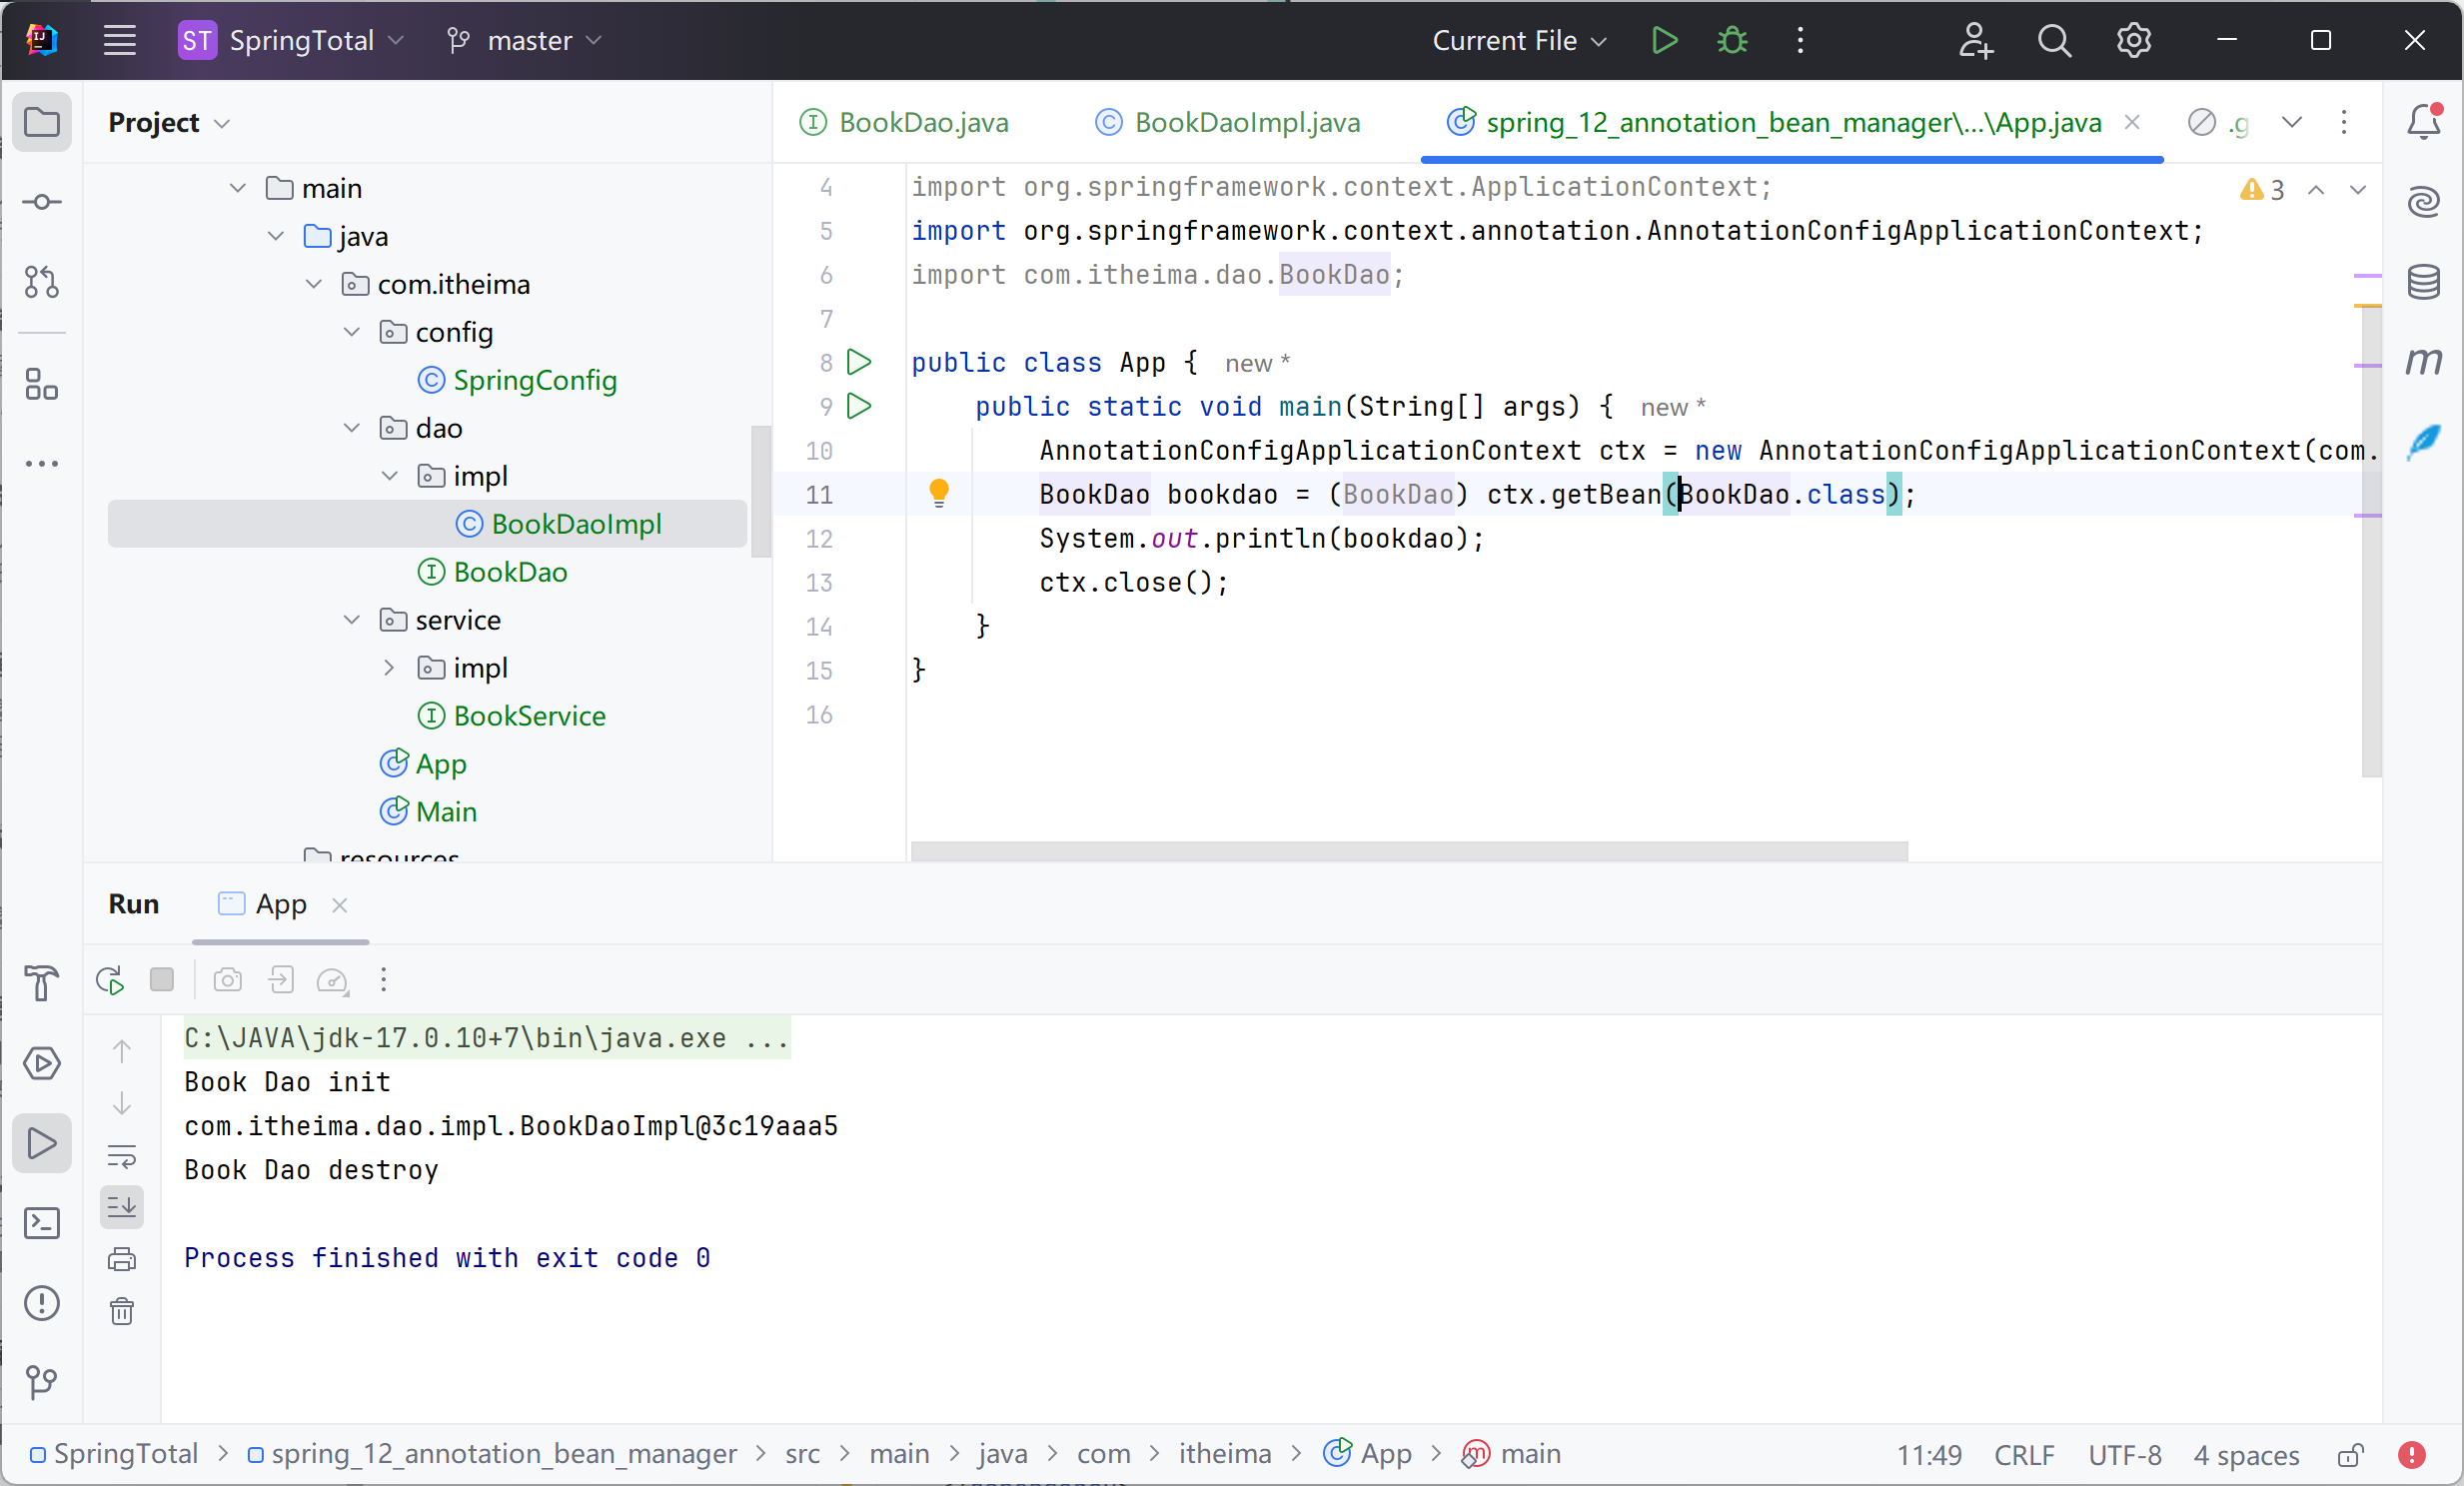 ST SpringTotal master Current File
Project
main
java
com.itheima
config
SpringConfig
dao
impl
BookDaoImpl
BookDao
service
impl
BookService
App
Main
resources
BookDao.java BookDaoImpl.java spring_12_annotation_bean_manager\...\App.java .g
3
4 import org.springframework.context.ApplicationContext;
5 import org.springframework.context.annotation.AnnotationConfigApplicationContext;
6 import com.itheima.dao.BookDao;
7
8 public class App { new *
9 public static void main(String[] args) { new *
10 AnnotationConfigApplicationContext ctx = new AnnotationConfigApplicationContext(com.
11 BookDao bookdao = (BookDao) ctx.getBean(BookDao.class);
12 System.out.println(bookdao);
13 ctx.close();
14 }
15 }
16
Run App
C:\JAVA\jdk-17.0.10+7\bin\java.exe ...
Book Dao init
com.itheima.dao.impl.BookDaoImpl@3c19aaa5
Book Dao destroy
Process finished with exit code 0
SpringTotal > spring_12_annotation_bean_manager > src > main > java > com > itheima > App > main 11:49 CRLF UTF-8 4 spaces